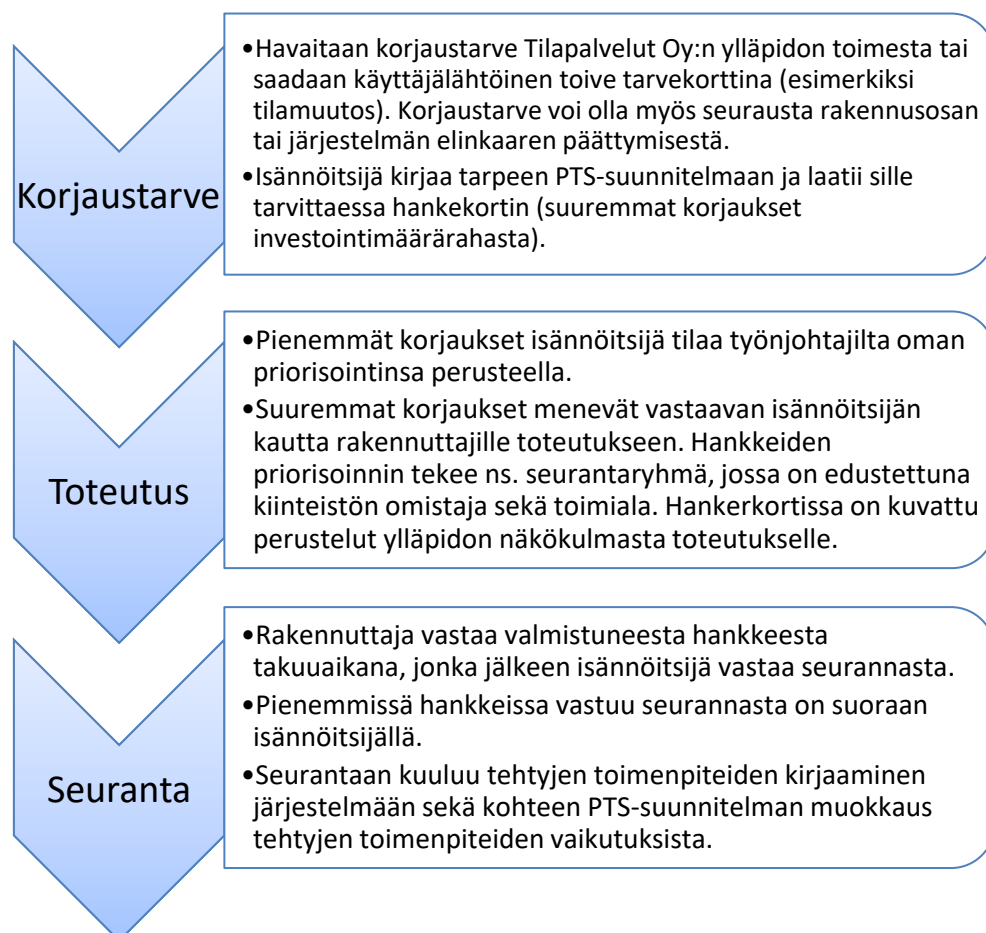 Korjaustarve
•Havaitaan korjaustarve Tilapalvelut Oy:n ylläpidon toimesta tai
saadaan käyttäjälähtöinen toive tarvekorttina (esimerkiksi
tilamuutos). Korjaustarve voi olla myös seurausta rakennusosan
tai järjestelmän elinkaaren päättymisestä.
•Isännöitsijä kirjaa tarpeen PTS-suunnitelmaan ja laatii sille
tarvittaessa hankekortin (suuremmat korjaukset
investointimäärärahasta).
Toteutus
•Pienemmät korjaukset isännöitsijä tilaa työnjohtajilta oman
priorisointinsa perusteella.
•Suuremmat korjaukset menevät vastaavan isännöitsijän
kautta rakennuttajille toteutukseen. Hankkeiden
priorisoinnin tekee ns. seurantaryhmä, jossa on edustettuna
kiinteistön omistaja sekä toimiala. Hankerkortissa on kuvattu
perustelut ylläpidon näkökulmasta toteutukselle.
Seuranta
•Rakennuttaja vastaa valmistuneesta hankkeesta
takuuaikana, jonka jälkeen isännöitsijä vastaa seurannasta.
•Pienemmissä hankkeissa vastuu seurannasta on suoraan
isännöitsijällä.
•Seurantaan kuuluu tehtyjen toimenpiteiden kirjaaminen
järjestelmään sekä kohteen PTS-suunnitelman muokkaus
tehtyjen toimenpiteiden vaikutuksista.